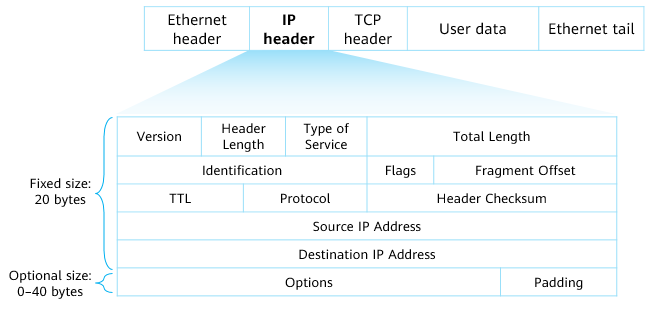 Ethernet header
IP header
TCP header
User data
Ethernet tail
Version
Header Length
Type of Service
Total Length
Identification
Flags
Fragment Offset
Fixed size: 20 bytes
TTL
Protocol
Header Checksum
Source IP Address
Destination IP Address
Optional size: 0–40 bytes
Options
Padding